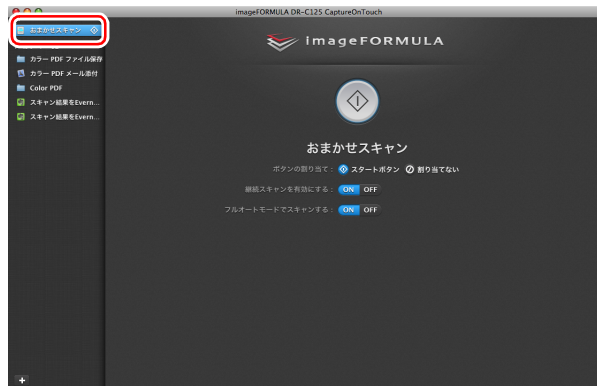 imageFORMULA DR-C125 CaptureOnTouch
おまかせスキャン
カラー PDF ファイル保存
カラー PDF メール添付
Color PDF
スキャン結果をEvern...
スキャン結果をEvern...
imageFORMULA
おまかせスキャン
ボタンの割り当て : スタートボタン 割り当てない
継続スキャンを有効にする : ON OFF
フルオートモードでスキャンする : ON OFF
+